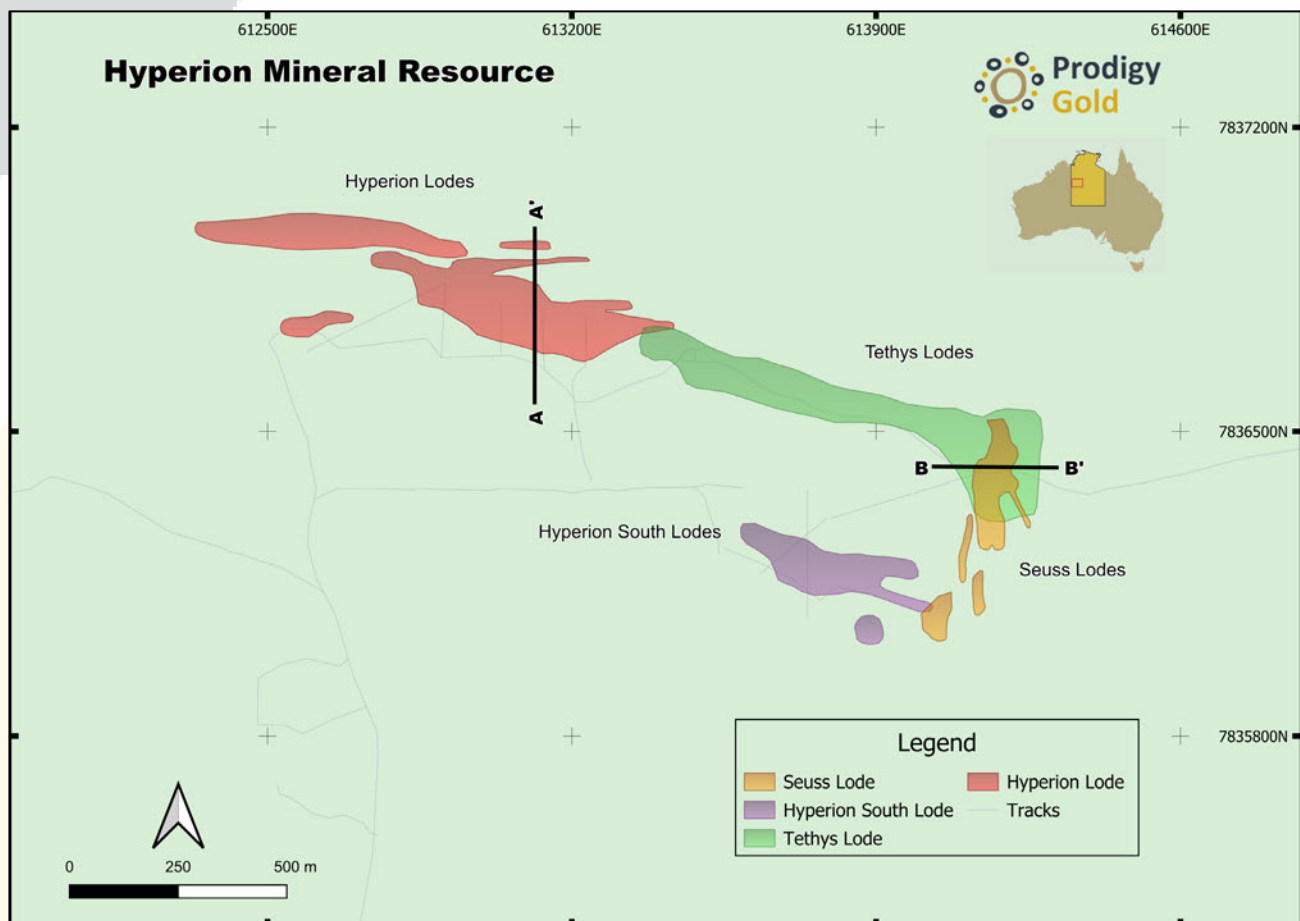 612500E
613200E
613900E
614600E
Hyperion Mineral Resource
Prodigy
Gold
7837200N
Hyperion Lodes
A'
Tethys Lodes
A
7836500N
B
B'
Hyperion South Lodes
Seuss Lodes
7835800N
Legend
Seuss Lode
Hyperion Lode
Hyperion South Lode
Tracks
Tethys Lode
0
250
500 m